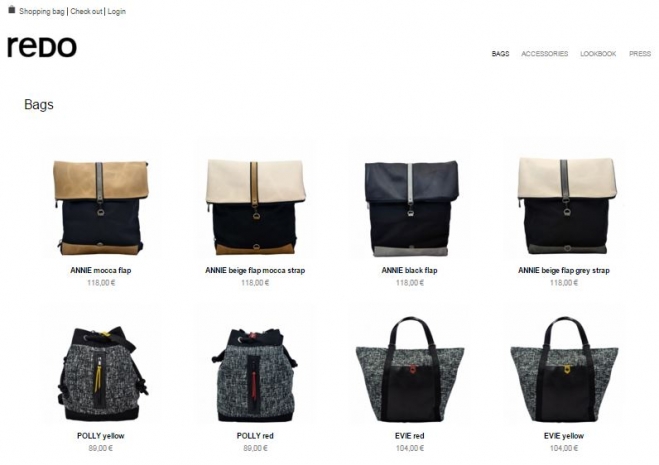 Shopping bag | Check out | Login
reDO
BAGS ACCESSORIES LOOKBOOK PRESS
Bags
ANNIE mocca flap ANNIE beige flap mocca strap ANNIE black flap ANNIE beige flap grey strap
118,00 € 118,00 € 118,00 € 118,00 €
POLLY yellow POLLY red EVIE red EVIE yellow
89,00 € 89,00 € 104,00 € 104,00 €